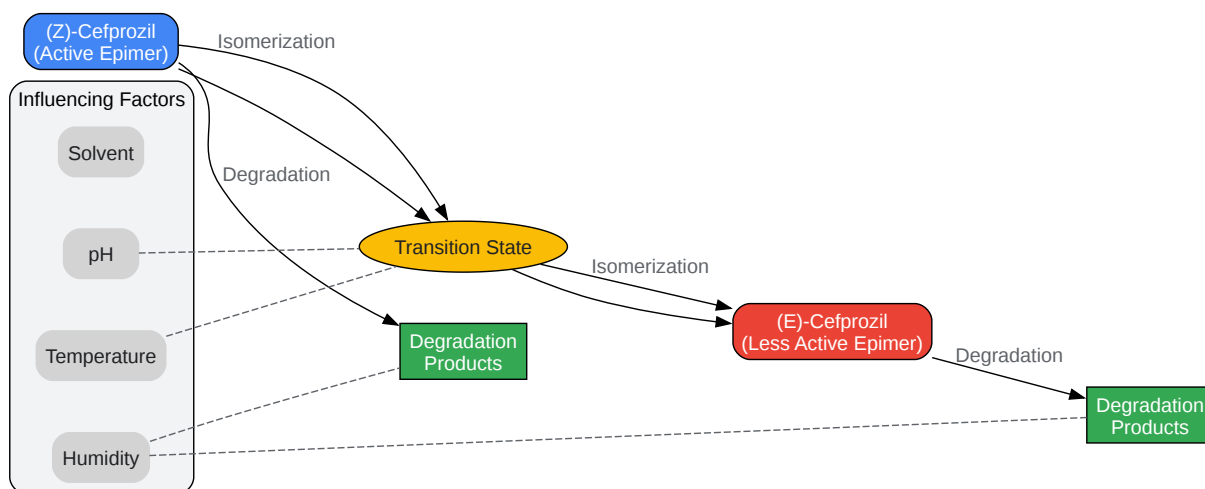 (Z)-Cefprozil
(Active Epimer)
Isomerization
Influencing Factors
Solvent
Degradation
pH
Transition State
Isomerization
Temperature
Degradation
Products
(E)-Cefprozil
(Less Active Epimer)
Degradation
Humidity
Degradation
Products